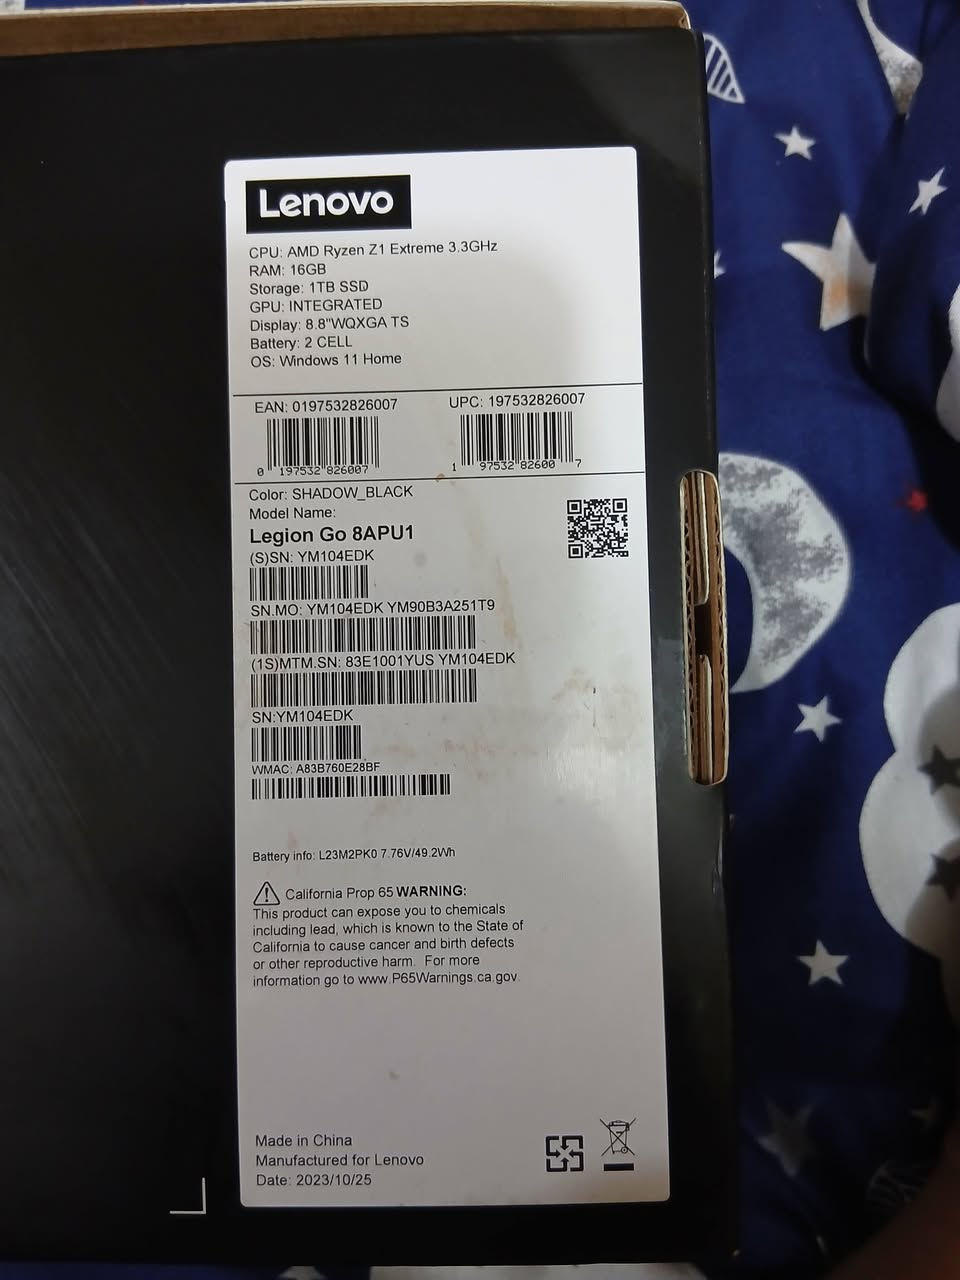 Lenovo
CPU: AMD Ryzen Z1 Extreme 3.3GHz
RAM: 16GB
Storage: 1TB SSD
GPU: INTEGRATED
Display: 8.8"WQXGA TS
Battery: 2 CELL
OS: Windows 11 Home
EAN: 0197532826007
0 197532 826007
UPC: 197532826007
1 97532 82600 7
Color: SHADOW_BLACK
Model Name:
Legion Go 8APU1
(S)SN: YM104EDK
SN.MO: YM104EDK YM90B3A251T9
(1S)MTM.SN: 83E1001YUS YM104EDK
SN:YM104EDK
WMAC: A83B760E28BF
Battery info: L23M2PK0 7.76V/49.2Wh
California Prop 65 WARNING:
This product can expose you to chemicals
including lead, which is known to the State of
California to cause cancer and birth defects
or other reproductive harm. For more
information go to www.P65Warnings.ca.gov.
Made in China
Manufactured for Lenovo
Date: 2023/10/25